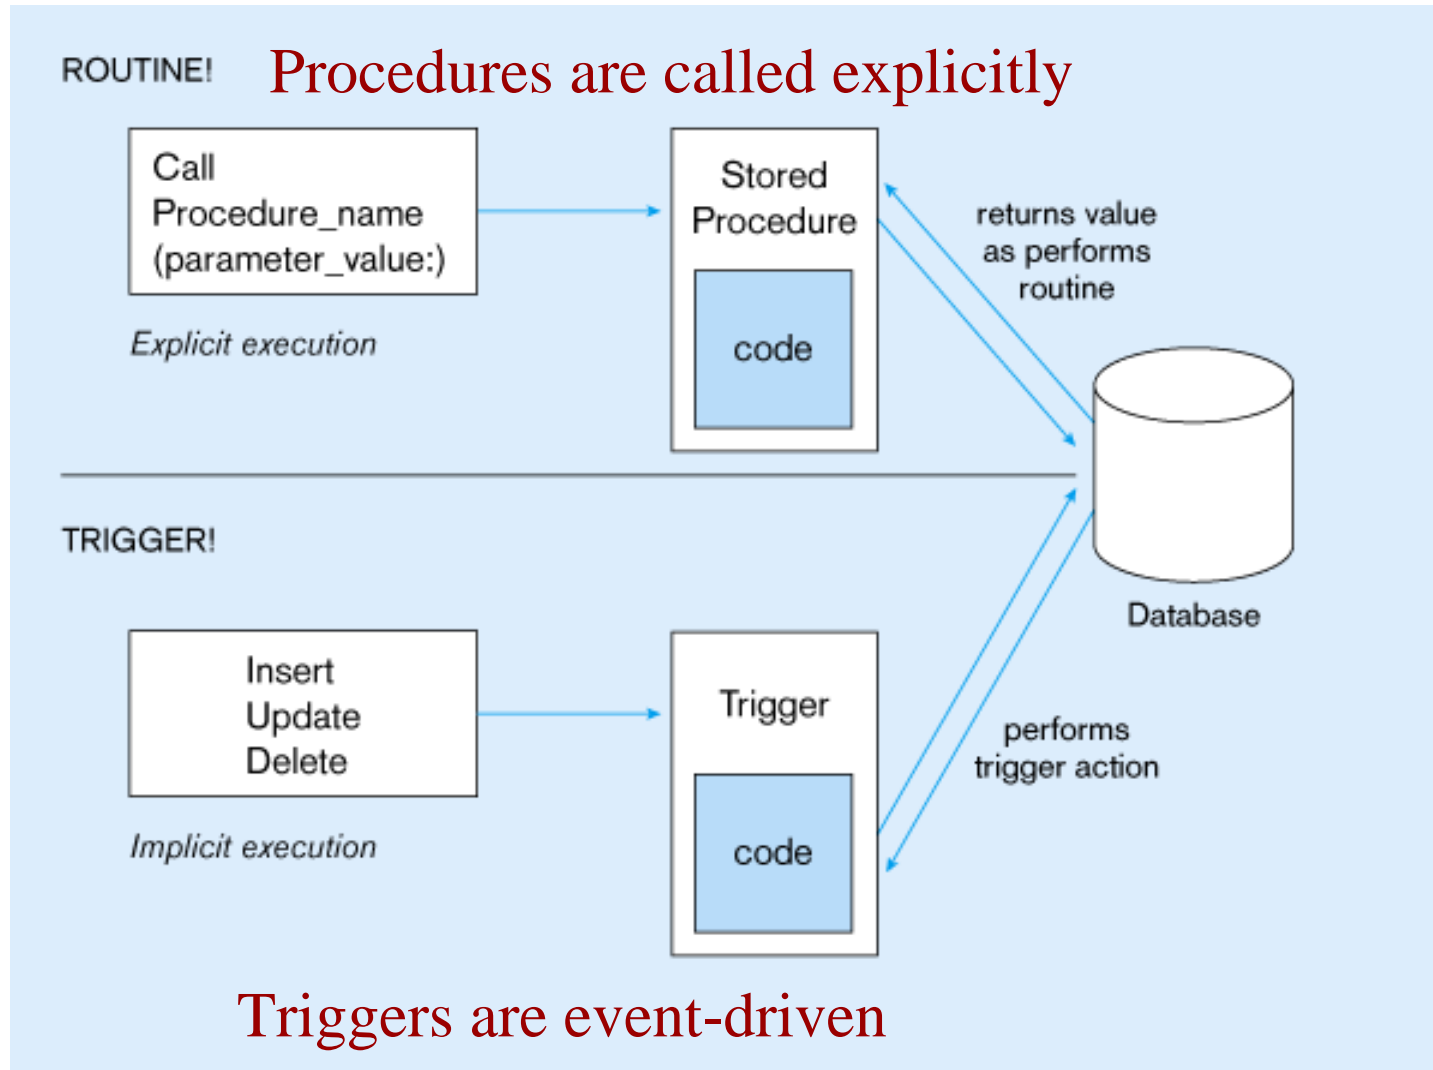 ROUTINE!
Procedures are called explicitly
Call
Procedure_name
(parameter_value:)
Explicit execution
Stored
Procedure
code
returns value
as performs
routine
Database
TRIGGER!
Insert
Update
Delete
Implicit execution
Trigger
code
performs
trigger action
Triggers are event-driven